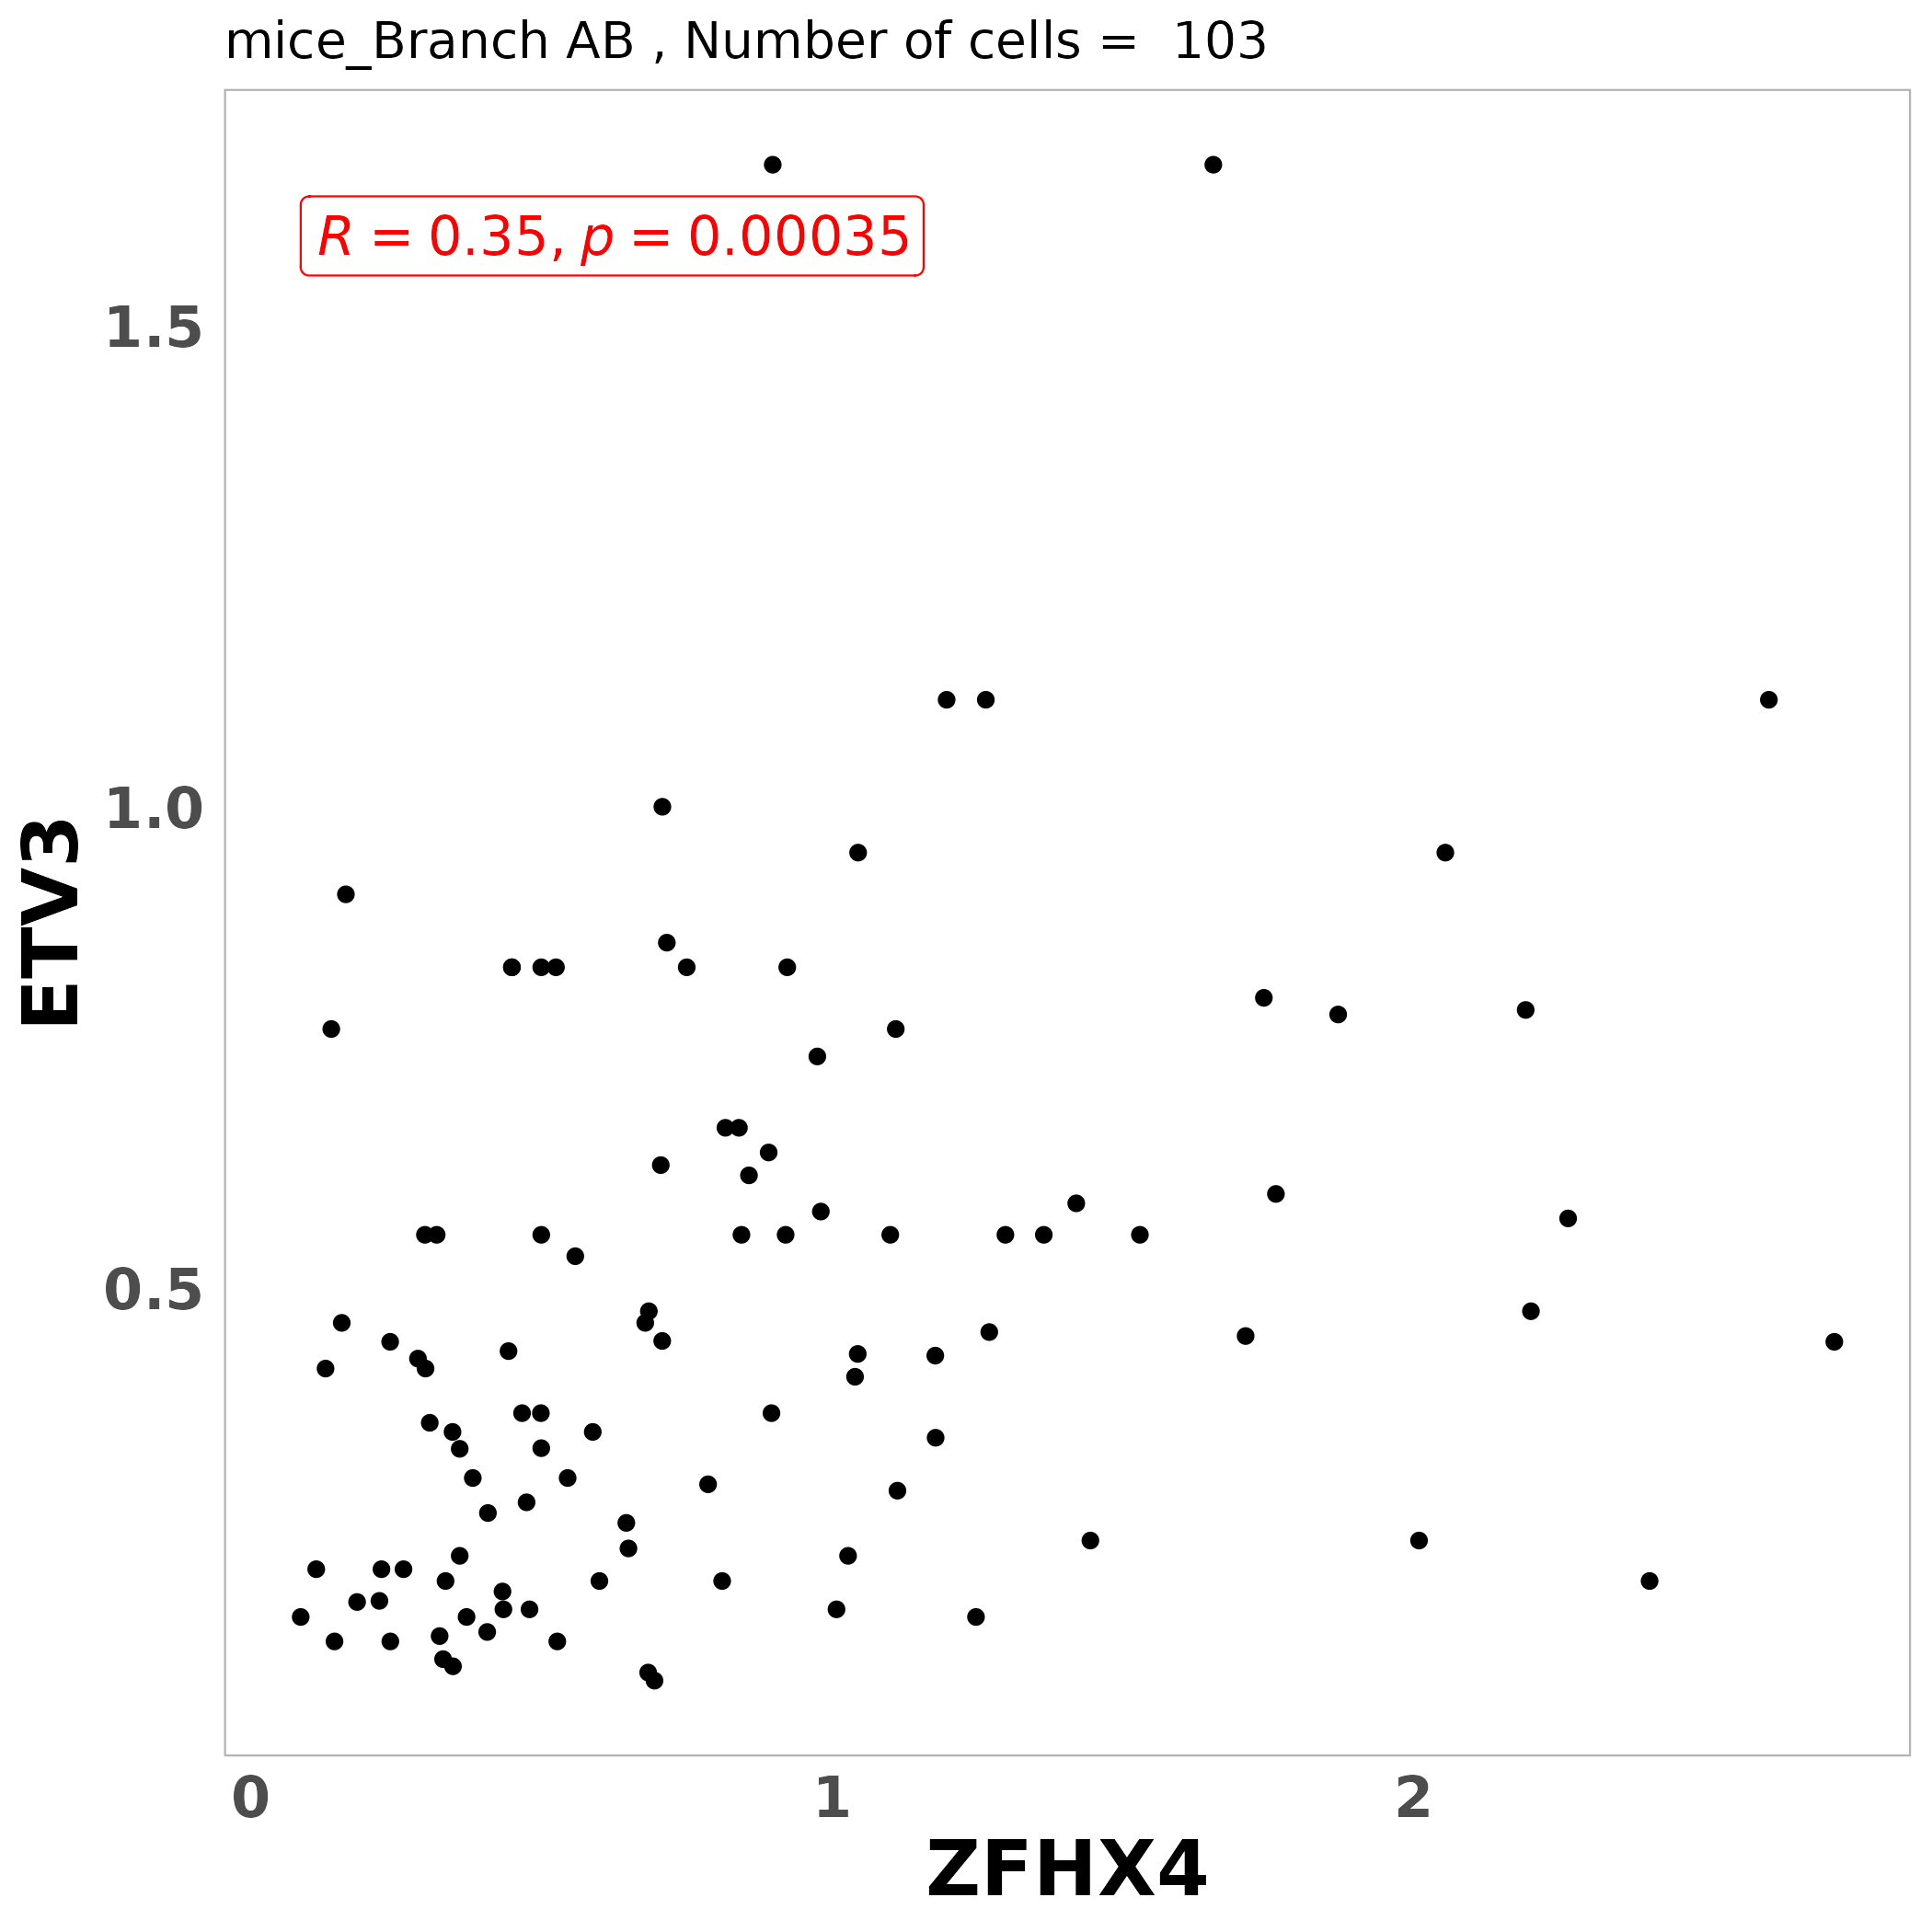 mice_Branch AB , Number of cells =  103
R = 0.35, p = 0.00035
1.5
1.0
0.5
ETV3
0 1 2
ZFHX4